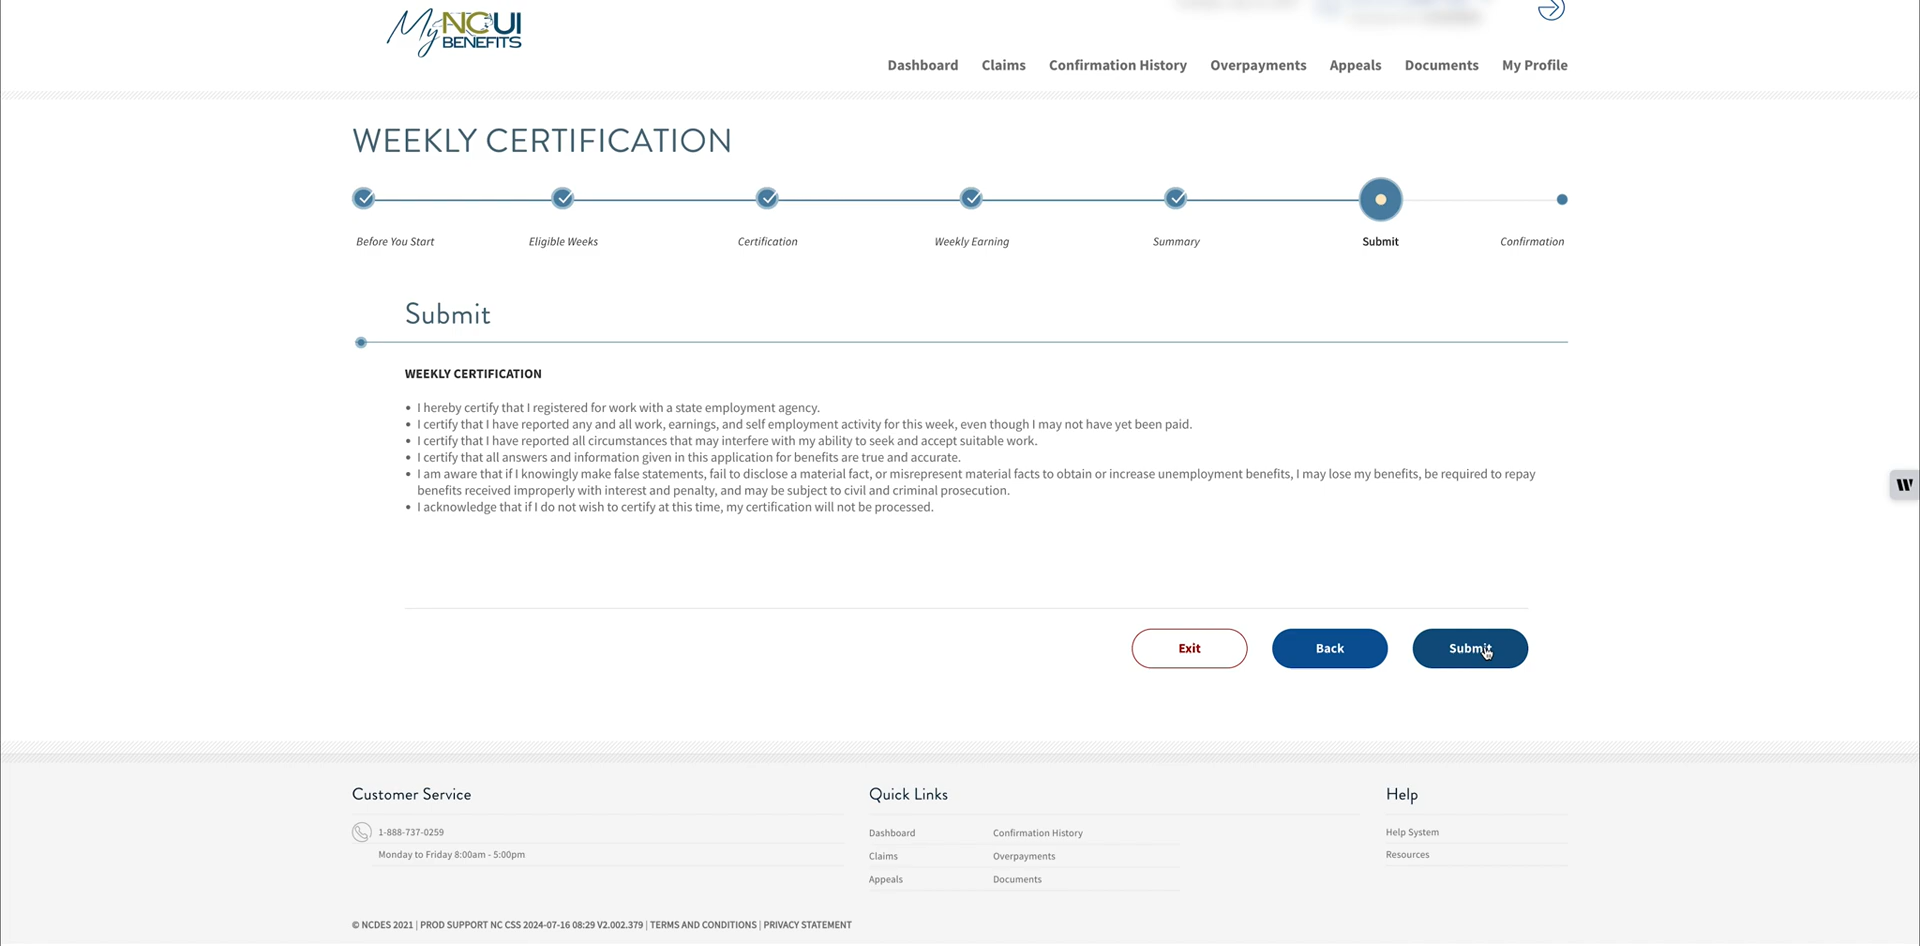 My NCUI
BENEFITS
Dashboard Claims Confirmation History Overpayments Appeals Documents My Profile
WEEKLY CERTIFICATION
Before You Start Eligible Weeks Certification Weekly Earning Summary Submit Confirmation
Submit
WEEKLY CERTIFICATION
• I hereby certify that I registered for work with a state employment agency.
• I certify that I have reported any and all work, earnings, and self employment activity for this week, even though I may not have yet been paid.
• I certify that I have reported all circumstances that may interfere with my ability to seek and accept suitable work.
• I certify that all answers and information given in this application for benefits are true and accurate.
• I am aware that if I knowingly make false statements, fail to disclose a material fact, or misrepresent material facts to obtain or increase unemployment benefits, I may lose my benefits, be required to repay
benefits received improperly with interest and penalty, and may be subject to civil and criminal prosecution.
• I acknowledge that if I do not wish to certify at this time, my certification will not be processed.
Exit Back Submit
W
Customer Service
1-888-737-0259
Monday to Friday 8:00am - 5:00pm
Quick Links
Dashboard Confirmation History
Claims Overpayments
Appeals Documents
Help
Help System
Resources
© NCDES 2021 | PROD SUPPORT NC CSS 2024-07-16 08:29 V2.002.379 | TERMS AND CONDITIONS | PRIVACY STATEMENT